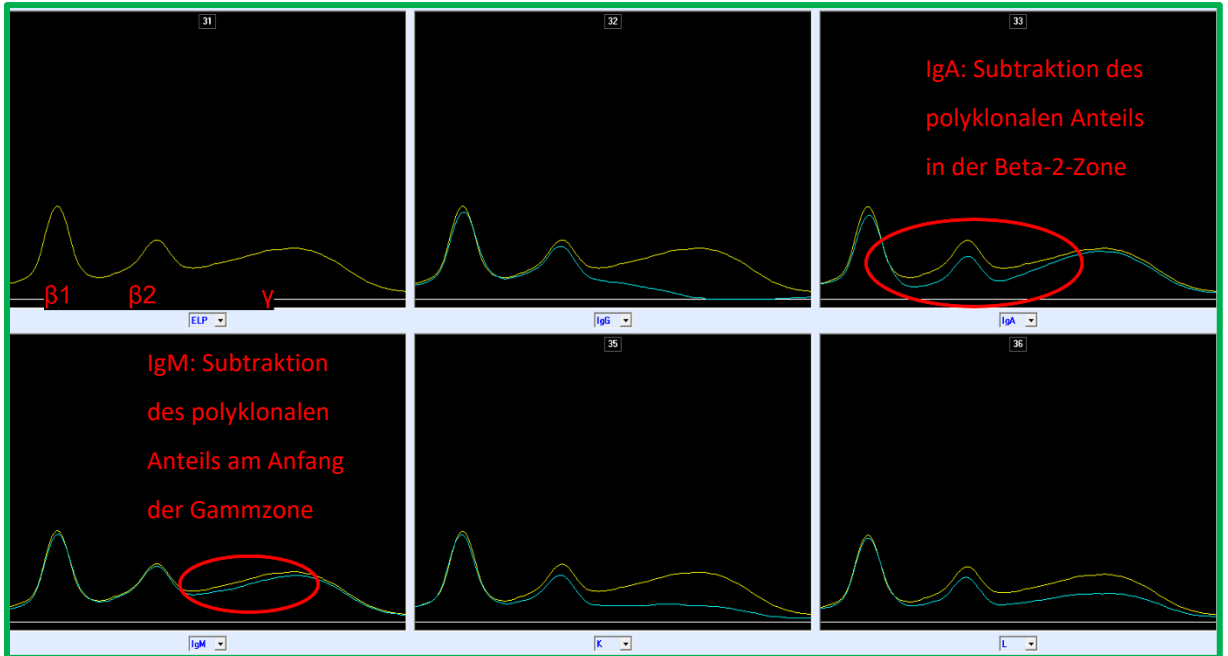 31
32
33
IgA: Subtraktion des
polyklonalen Anteils
in der Beta-2-Zone
β1 β2 γ
ELP
IgG
IgA
35
36
IgM: Subtraktion
des polyklonalen
Anteils am Anfang
der Gammzone
IgM
K
L